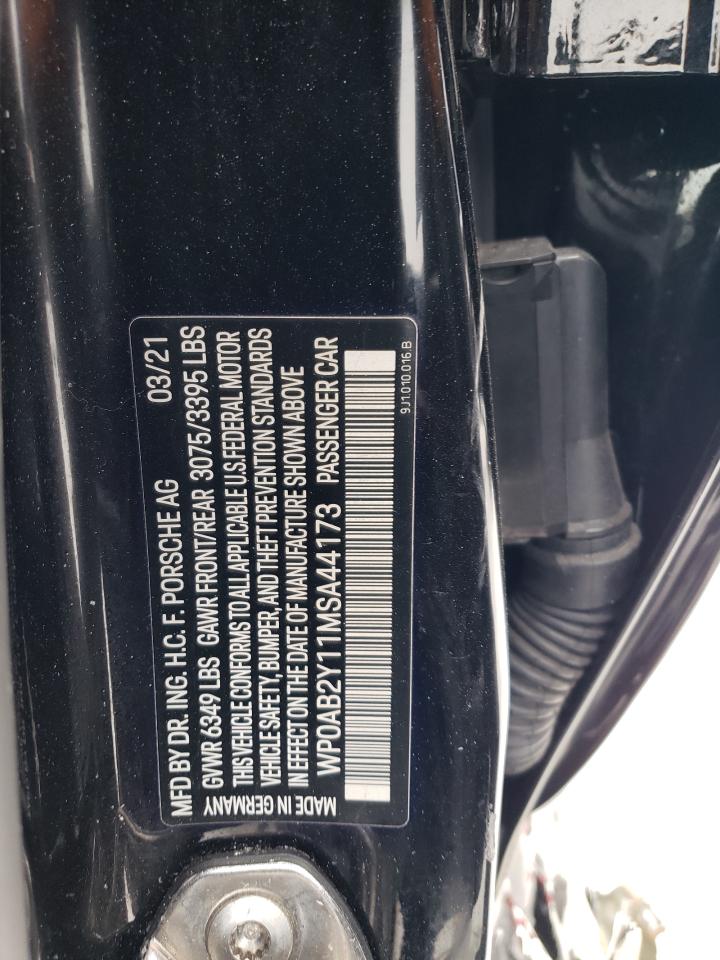 MFD BY DR. ING. H.C. F. PORSCHE AG 03/21
GVWR 6349 LBS GAWR FRONT/REAR 3075/3395 LBS
THIS VEHICLE CONFORMS TO ALL APPLICABLE U.S. FEDERAL MOTOR
VEHICLE SAFETY, BUMPER, AND THEFT PREVENTION STANDARDS
IN EFFECT ON THE DATE OF MANUFACTURE SHOWN ABOVE
WP0AB2Y11MSA44173 PASSENGER CAR
MADE IN GERMANY
9J1.010.016.B